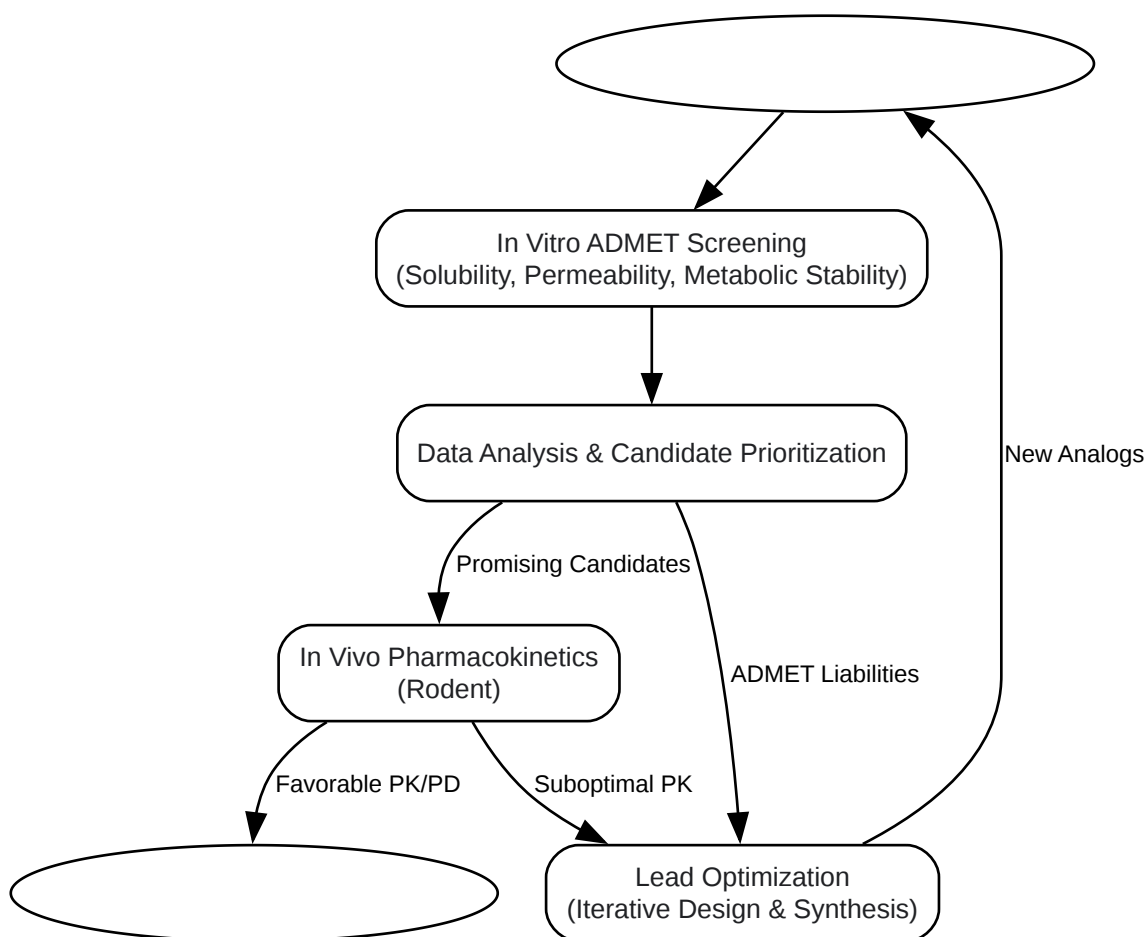 In Vitro ADMET Screening
(Solubility, Permeability, Metabolic Stability)
Data Analysis & Candidate Prioritization
New Analogs
Promising Candidates
In Vivo Pharmacokinetics
(Rodent)
ADMET Liabilities
Favorable PK/PD
Suboptimal PK
Lead Optimization
(Iterative Design & Synthesis)